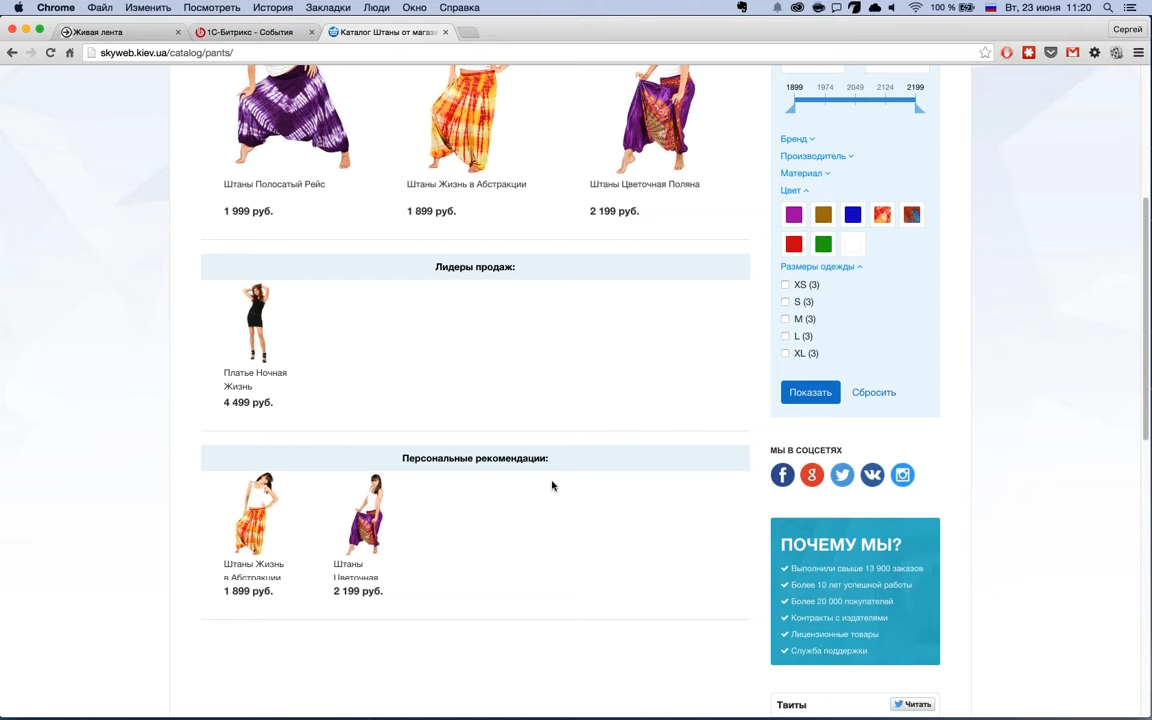 Chrome Файл Изменить Посмотреть История Закладки Люди Окно Справка 100 % Вт, 23 июня 11:20
Живая лента × 1С-Битрикс - События × Каталог Штаны от магази × Сергей
skyweb.kiev.ua/catalog/pants/
Штаны Полосатый Рейс Штаны Жизнь в Абстракции Штаны Цветочная Поляна
1 999 руб. 1 899 руб. 2 199 руб.
Лидеры продаж:
Платье Ночная
Жизнь
4 499 руб.
Персональные рекомендации:
Штаны Жизнь Штаны
в Абстракции Цветочная
1 899 руб. 2 199 руб.
1899 1974 2049 2124 2199
Бренд
Производитель
Материал
Цвет
Размеры одежды
XS (3)
S (3)
M (3)
L (3)
XL (3)
Показать Сбросить
МЫ В СОЦСЕТЯХ
ПОЧЕМУ МЫ?
Выполнили свыше 13 900 заказов
Более 10 лет успешной работы
Более 20 000 покупателей
Контракты с издателями
Лицензионные товары
Служба поддержки
Твиты Читать